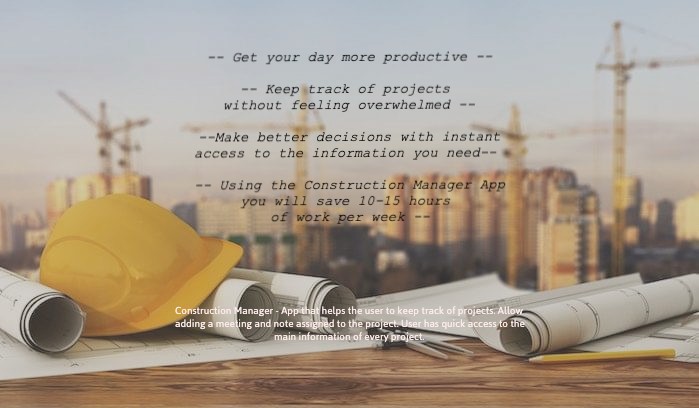 -- Get your day more productive --
-- Keep track of projects
without feeling overwhelmed --
--Make better decisions with instant
access to the information you need--
-- Using the Construction Manager App
you will save 10-15 hours
of work per week --
Construction Manager - App that helps the user to keep track of projects. Allow
adding a meeting and note assigned to the project. User has quick access to the
main information of every project.